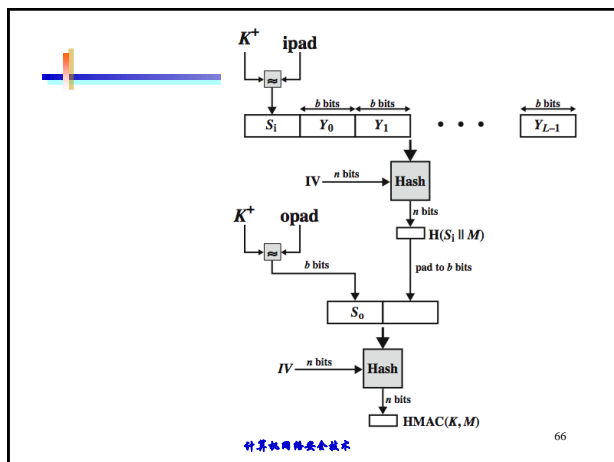 K+ ipad
≈
b bits b bits b bits
Si Y0 Y1 • • • YL–1
IV n bits Hash
n bits
K+ opad
H(Si || M)
≈
b bits
pad to b bits
So
IV n bits Hash
n bits
HMAC(K, M)
计算机网络安全技术
66